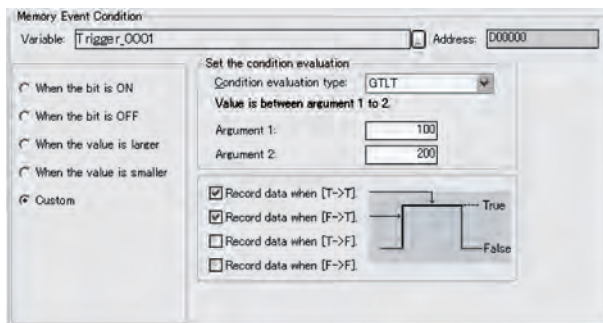 Memory Event Condition
Variable: Trigger_0001 ... Address: D00000
When the bit is ON
When the bit is OFF
When the value is larger
When the value is smaller
Custom
Set the condition evaluation
Condition evaluation type: GTLT
Value is between argument 1 to 2.
Argument 1: 100
Argument 2: 200
Record data when [T->T].
Record data when [F->T].
Record data when [T->F].
Record data when [F->F].
True
False